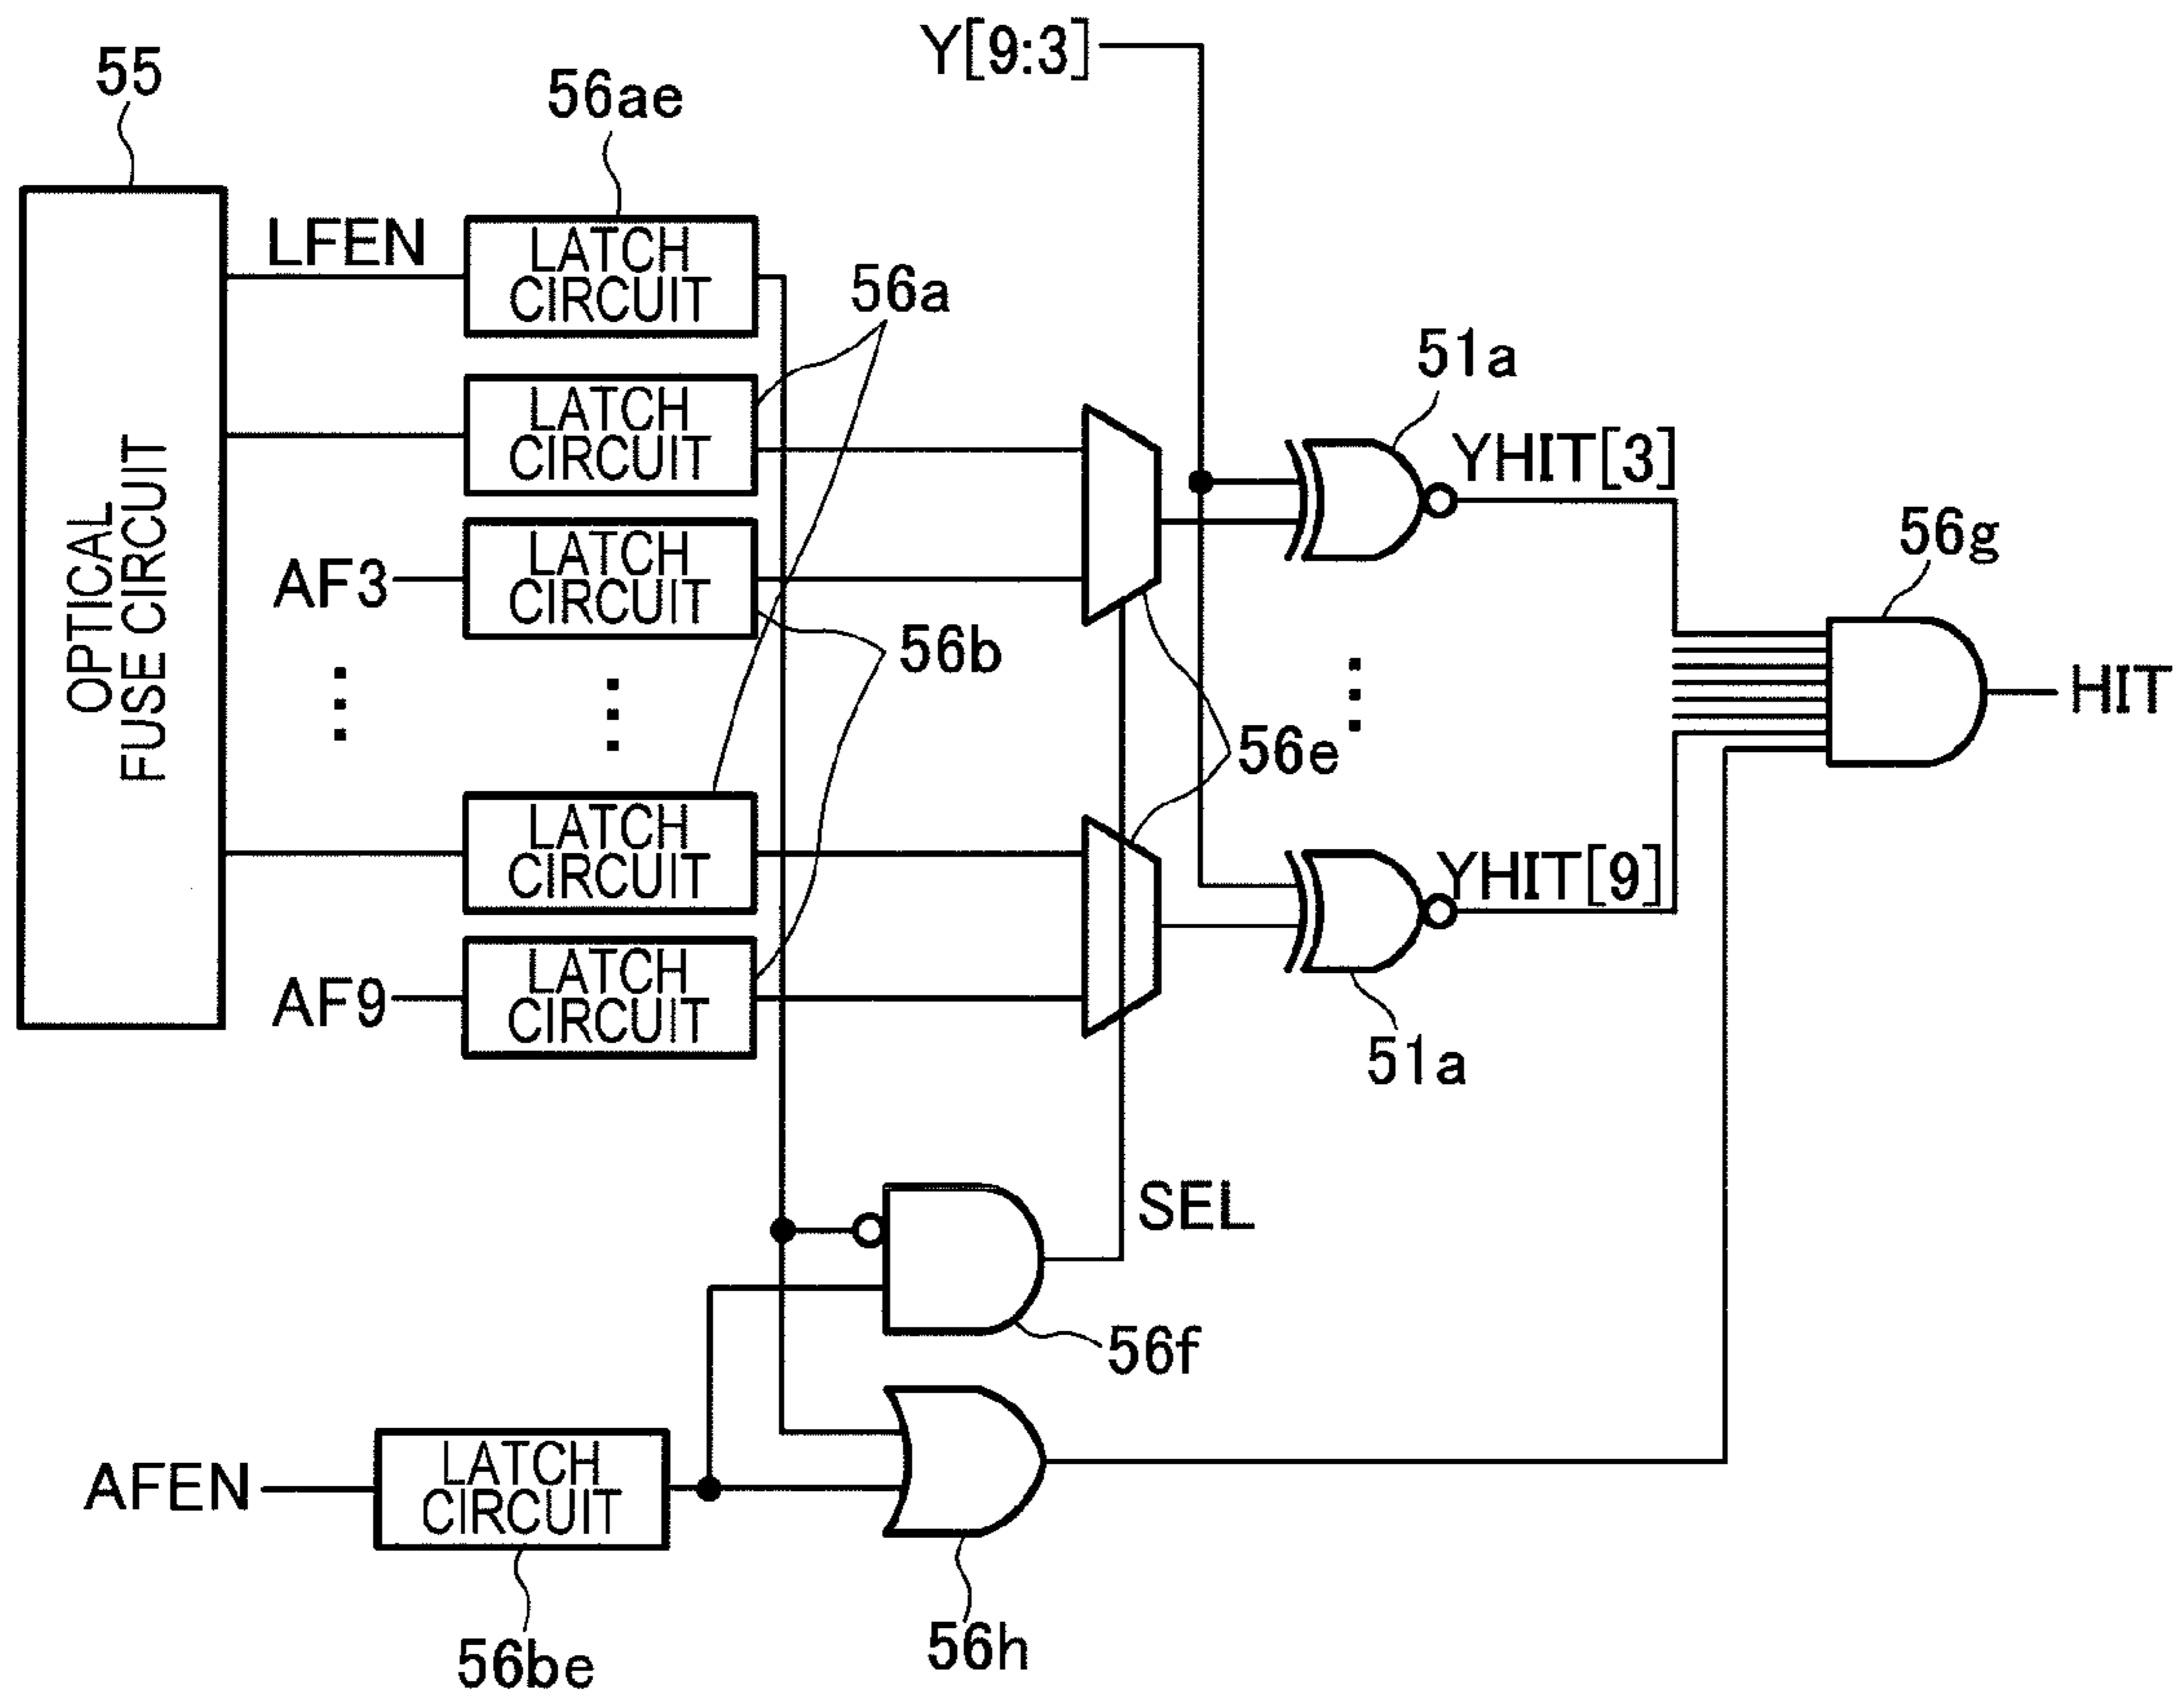 Y[9:3]
55
56ae
LFEN
LATCH
CIRCUIT
56a
51a
LATCH
CIRCUIT
YHIT[3]
56g
OPTICAL
FUSE CIRCUIT
AF3
LATCH
CIRCUIT
56b
HIT
56e
LATCH
CIRCUIT
YHIT[9]
AF9
LATCH
CIRCUIT
51a
SEL
56f
AFEN
LATCH
CIRCUIT
56be
56h